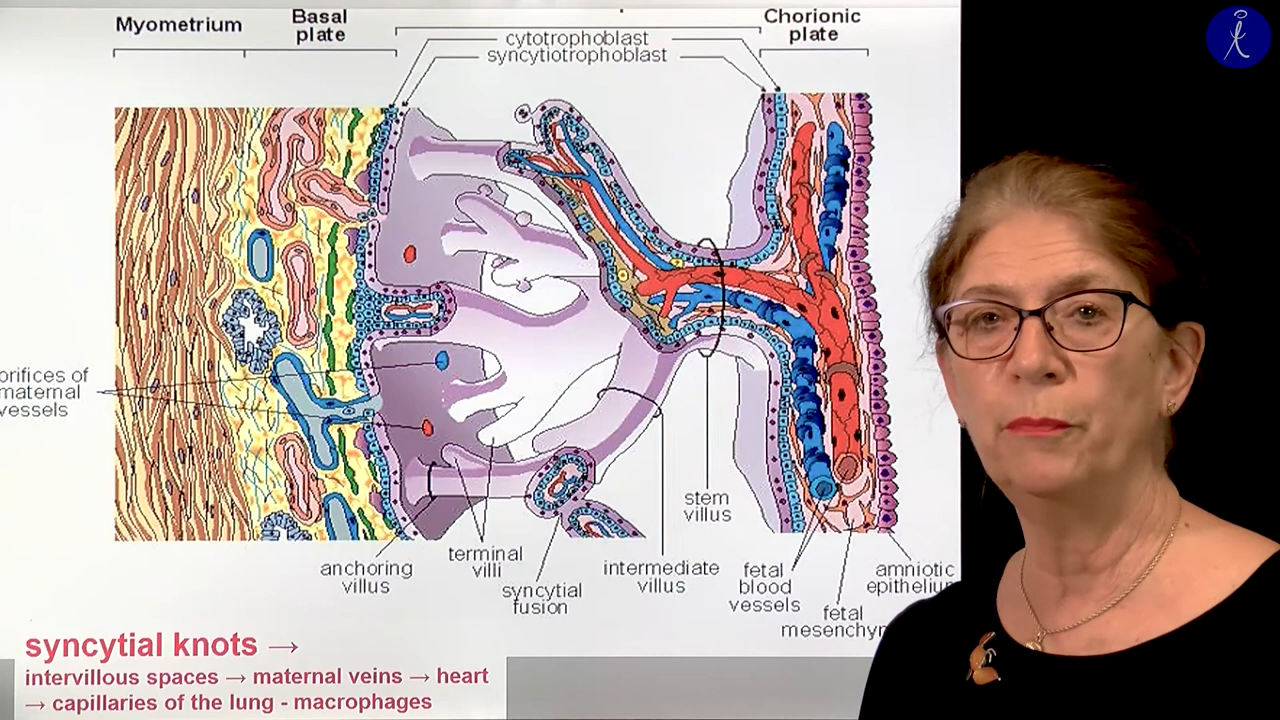 Myometrium
Basal
plate
Chorionic
plate
cytotrophoblast
syncytiotrophoblast
orifices of
maternal
vessels
stem
villus
anchoring
villus
terminal
villi
syncytial
fusion
intermediate
villus
fetal
blood
vessels
fetal
mesenchy
amniotic
epitheliu
syncytial knots →
intervillous spaces → maternal veins → heart
→ capillaries of the lung - macrophages